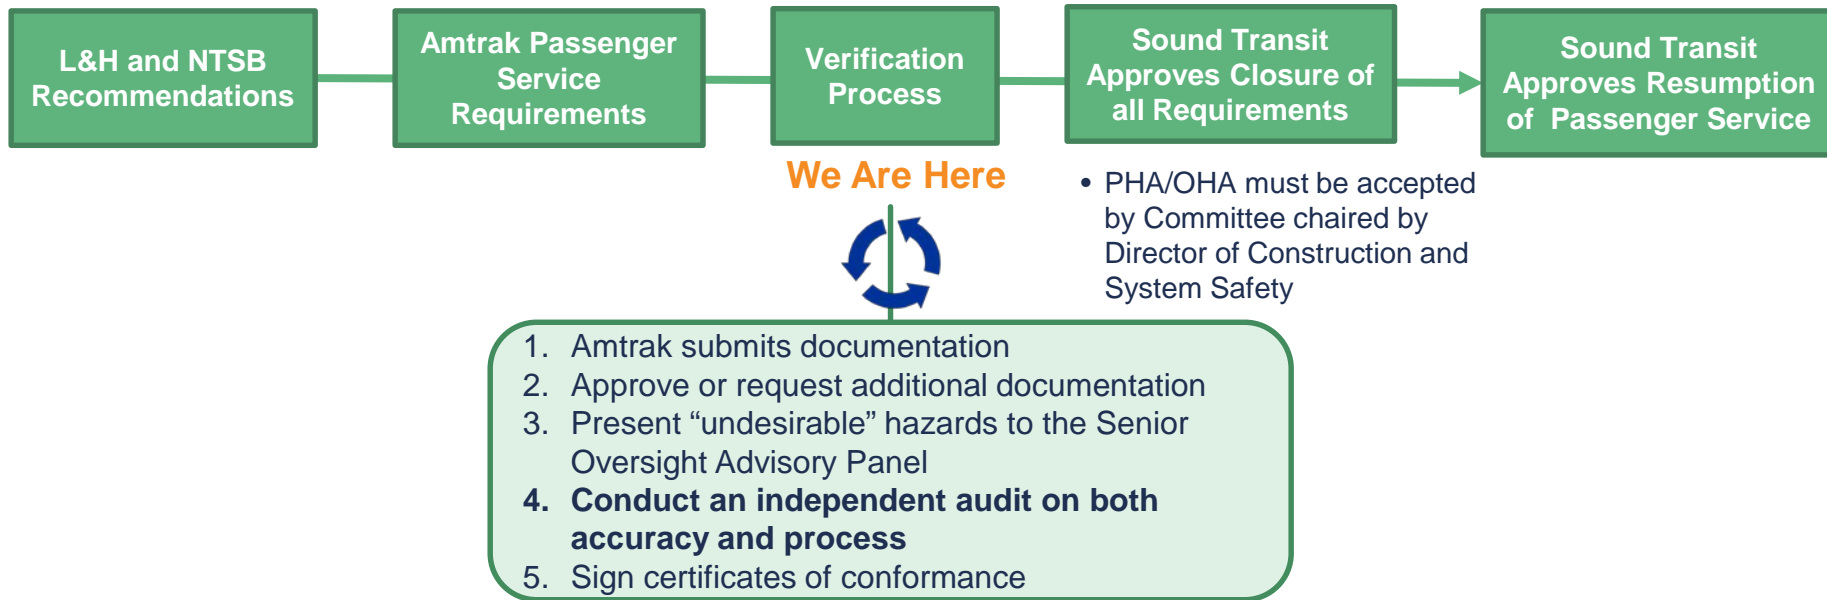 L&H and NTSB
Recommendations
Amtrak Passenger
Service
Requirements
Verification
Process
Sound Transit
Approves Closure of
all Requirements
Sound Transit
Approves Resumption
of Passenger Service
We Are Here
• PHA/OHA must be accepted
by Committee chaired by
Director of Construction and
System Safety
1. Amtrak submits documentation
2. Approve or request additional documentation
3. Present “undesirable” hazards to the Senior
Oversight Advisory Panel
4. Conduct an independent audit on both
accuracy and process
5. Sign certificates of conformance